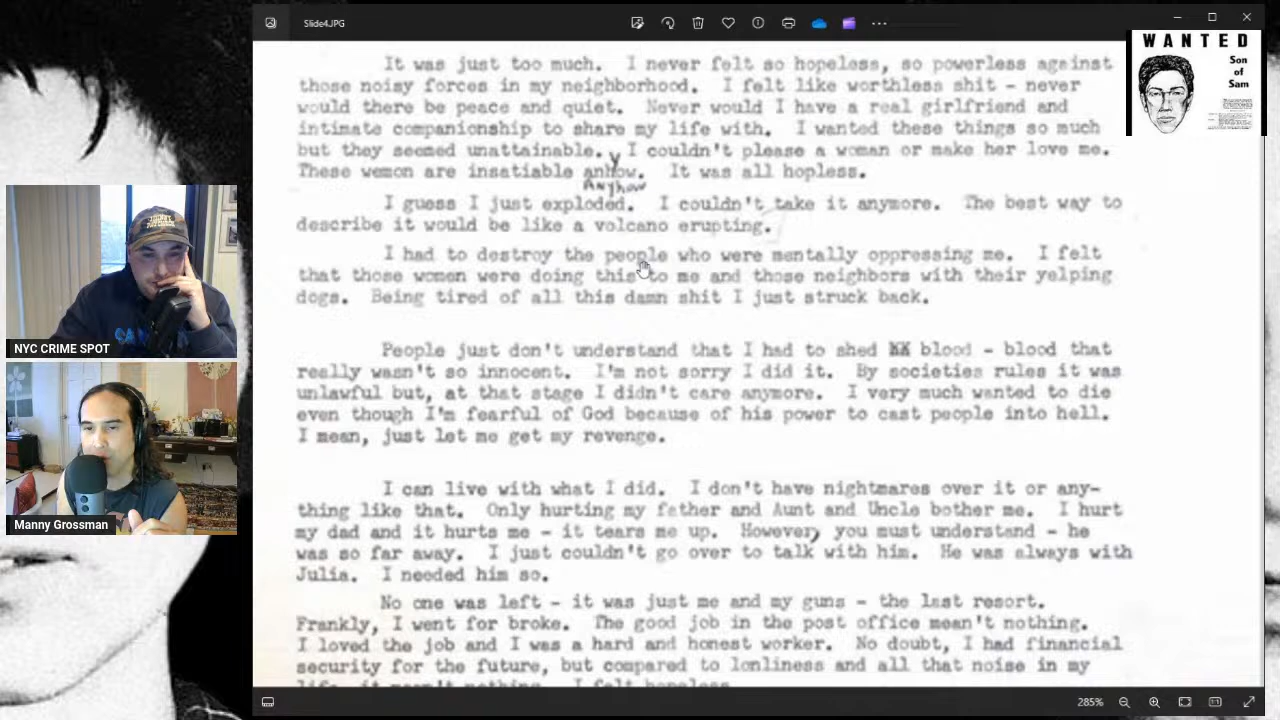 Slide4.JPG
WANTED
Son
of
Sam
It was just too much. I never felt so hopeless, so powerless against
those noisy forces in my neighborhood. I felt like worthless shit - never
would there be peace and quiet. Never would I have a real girlfriend and
intimate companionship to share my life with. I wanted these things so much
but they seemed unattainable. I couldn't please a woman or make her love me.
These wemon are insatiable anhow. It was all hopless.
y
Anyhow
I guess I just exploded. I couldn't take it anymore. The best way to
describe it would be like a volcano erupting.
I had to destroy the people who were mentally oppressing me. I felt
that those women were doing this to me and those neighbors with their yelping
dogs. Being tired of all this damn shit I just struck back.
People just don't understand that I had to shed blood - blood that
really wasn't so innocent. I'm not sorry I did it. By societies rules it was
unlawful but, at that stage I didn't care anymore. I very much wanted to die
even though I'm fearful of God because of his power to cast people into hell.
I mean, just let me get my revenge.
I can live with what I did. I don't have nightmares over it or any-
thing like that. Only hurting my father and Aunt and Uncle bother me. I hurt
my dad and it hurts me - it tears me up. However, you must understand - he
was so far away. I just couldn't go over to talk with him. He was always with
Julia. I needed him so.
No one was left - it was just me and my guns - the last resort.
Frankly, I went for broke. The good job in the post office mean't nothing.
I loved the job and I was a hard and honest worker. No doubt, I had financial
security for the future, but compared to lonliness and all that noise in my
life, it mean't nothing. I felt hopeless
NYC CRIME SPOT
Manny Grossman
285%